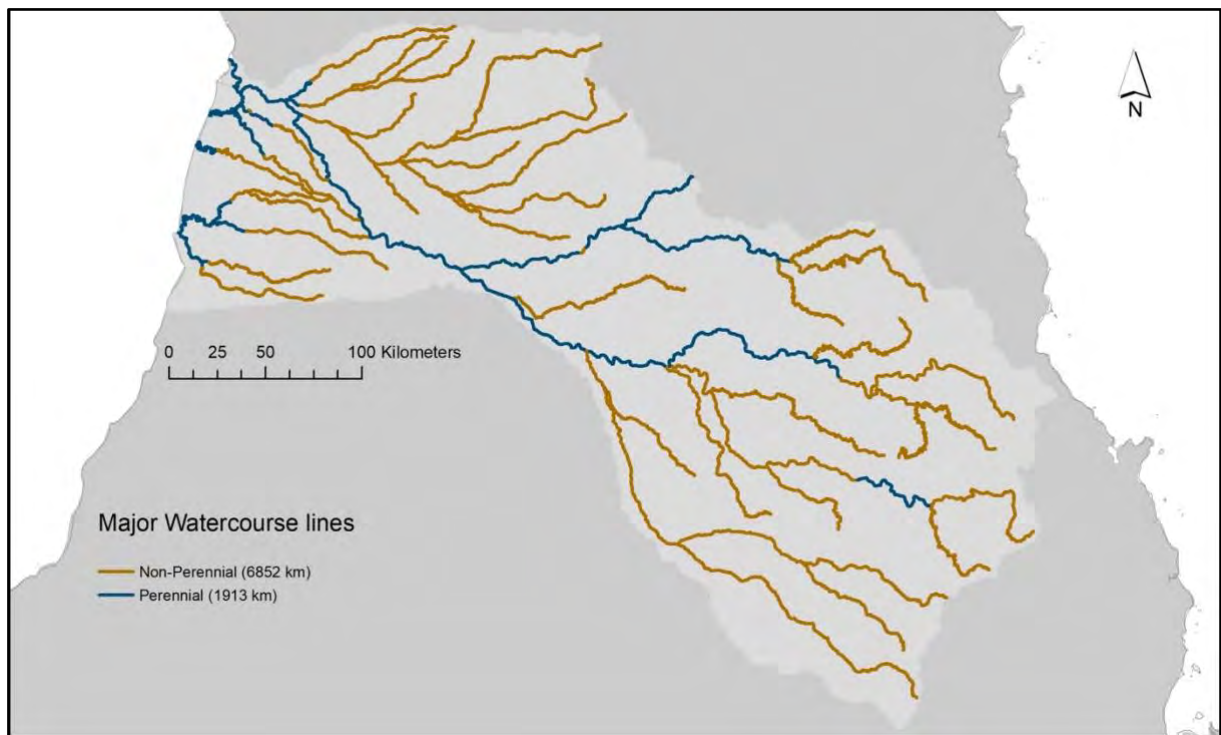 N
0 25 50 100 Kilometers
Major Watercourse lines
Non-Perennial (6852 km)
Perennial (1913 km)